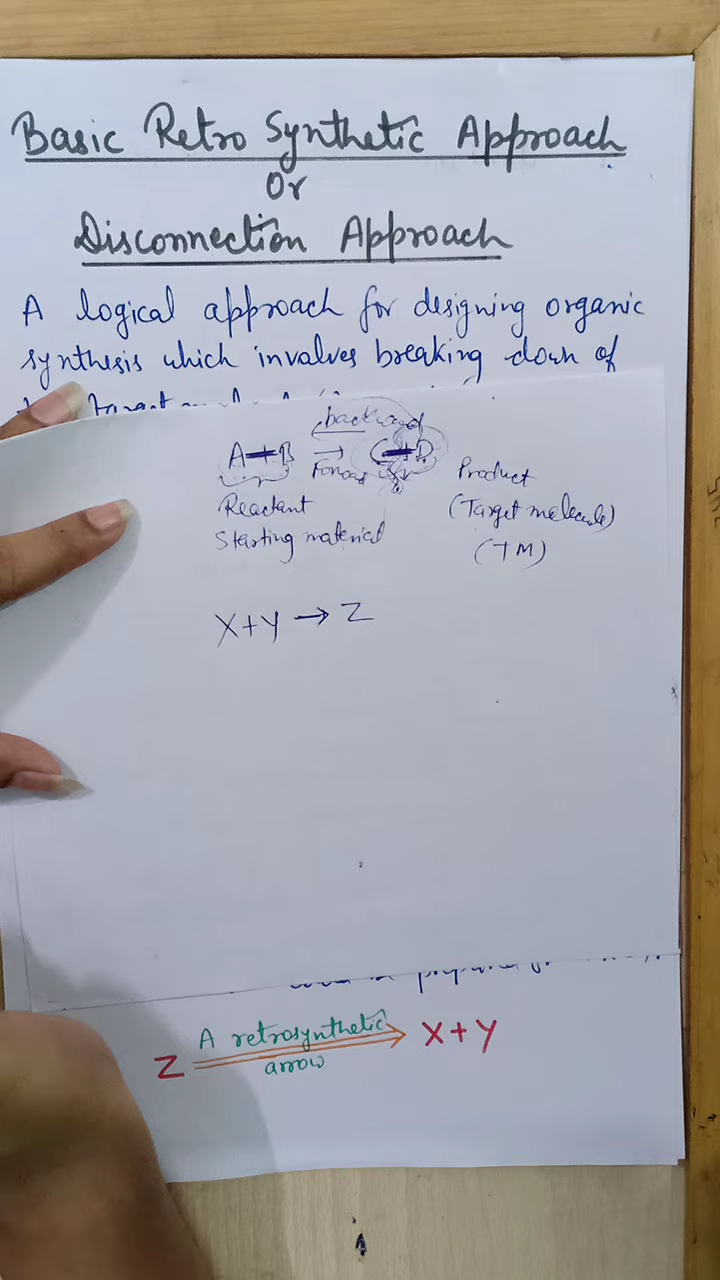 Basic Retro Synthetic Approach
Or
Disconnection Approach
A logical approach for designing organic
synthesis which involves breaking down of
target
backward
A+B → C+D
Forward
Product
Reactant
(Target molecule)
Starting material
(TM)
X+Y → Z
A retrosynthetic
Z ⇒ X+Y
arrow